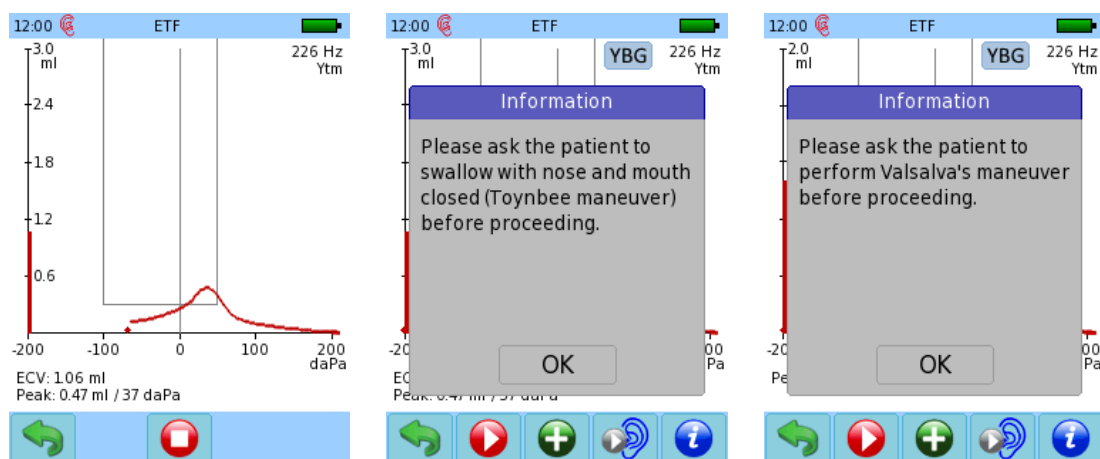 12:00 ETF
3.0
ml
226 Hz
Ytm
2.4
1.8
1.2
0.6
-200 -100 0 100 200
daPa
ECV: 1.06 ml
Peak: 0.47 ml / 37 daPa
12:00 ETF
3.0
ml
YBG
226 Hz
Ytm
Information
Please ask the patient to
swallow with nose and mouth
closed (Toynbee maneuver)
before proceeding.
OK
12:00 ETF
2.0
ml
YBG
226 Hz
Ytm
Information
Please ask the patient to
perform Valsalva's maneuver
before proceeding.
OK